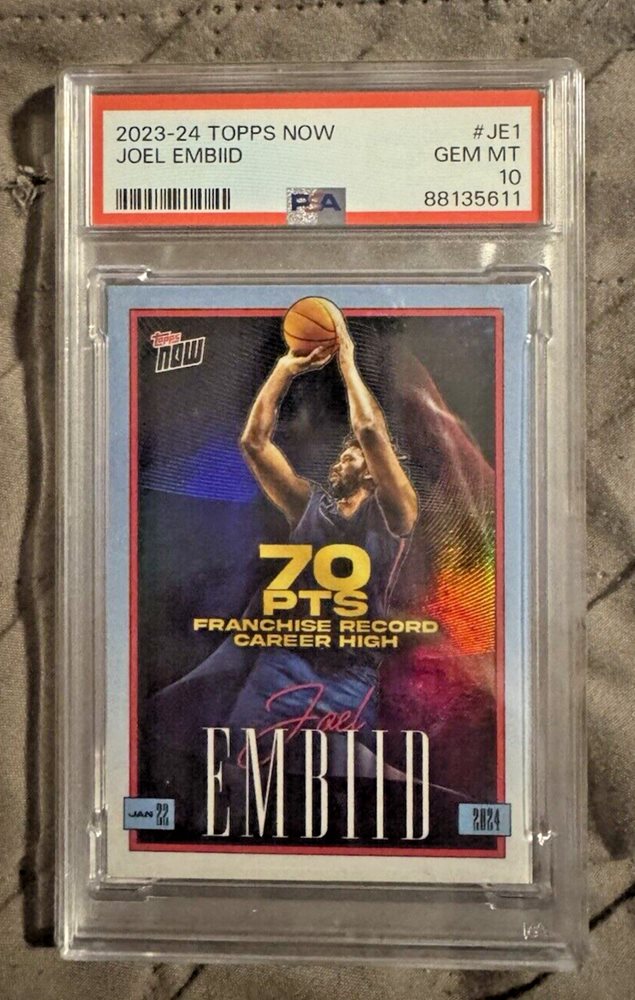 2023-24 TOPPS NOW #JE1
JOEL EMBIID GEM MT
10
PSA 88135611
Topps
now
70
PTS
FRANCHISE RECORD
CAREER HIGH
Joel
EMBIID
JAN 22 2024